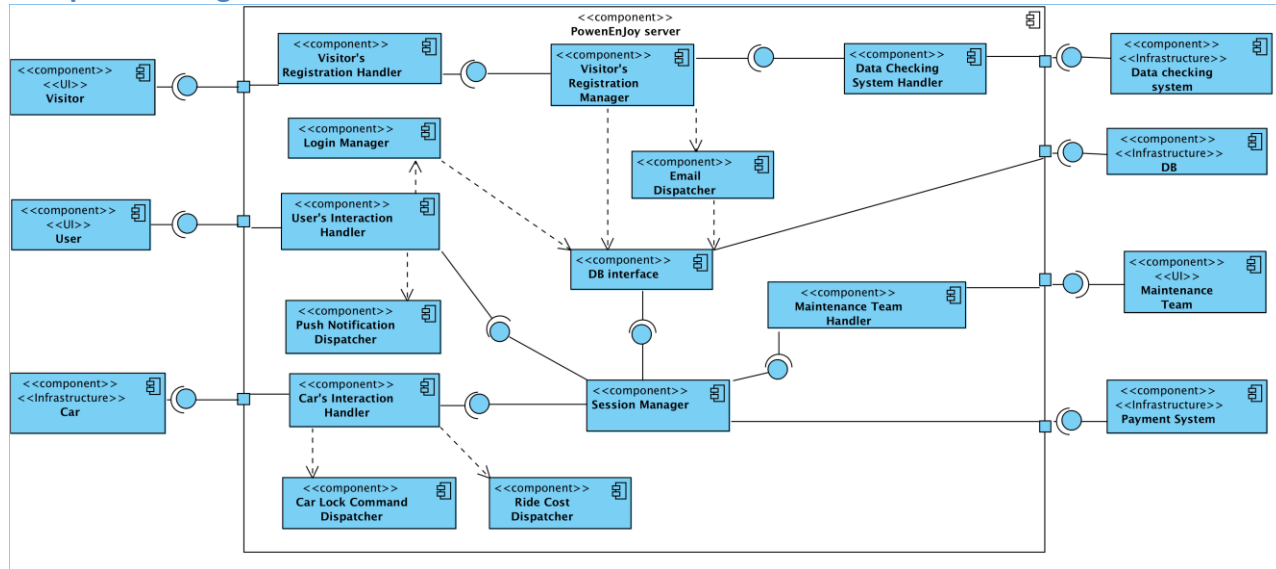 <<component>>
PowenEnJoy server
<<component>>
Visitor's
Registration Handler
<<component>>
Visitor's
Registration
Manager
<<component>>
Data Checking
System Handler
<<component>>
<<Infrastructure>>
Data checking
system
<<component>>
<<UI>>
Visitor
<<component>>
Login Manager
<<component>>
Email
Dispatcher
<<component>>
<<Infrastructure>>
DB
<<component>>
<<UI>>
User
<<component>>
User's Interaction
Handler
<<component>>
DB interface
<<component>>
Maintenance Team
Handler
<<component>>
<<UI>>
Maintenance
Team
<<component>>
Push Notification
Dispatcher
<<component>>
<<Infrastructure>>
Car
<<component>>
Car's Interaction
Handler
<<component>>
Session Manager
<<component>>
<<Infrastructure>>
Payment System
<<component>>
Car Lock Command
Dispatcher
<<component>>
Ride Cost
Dispatcher